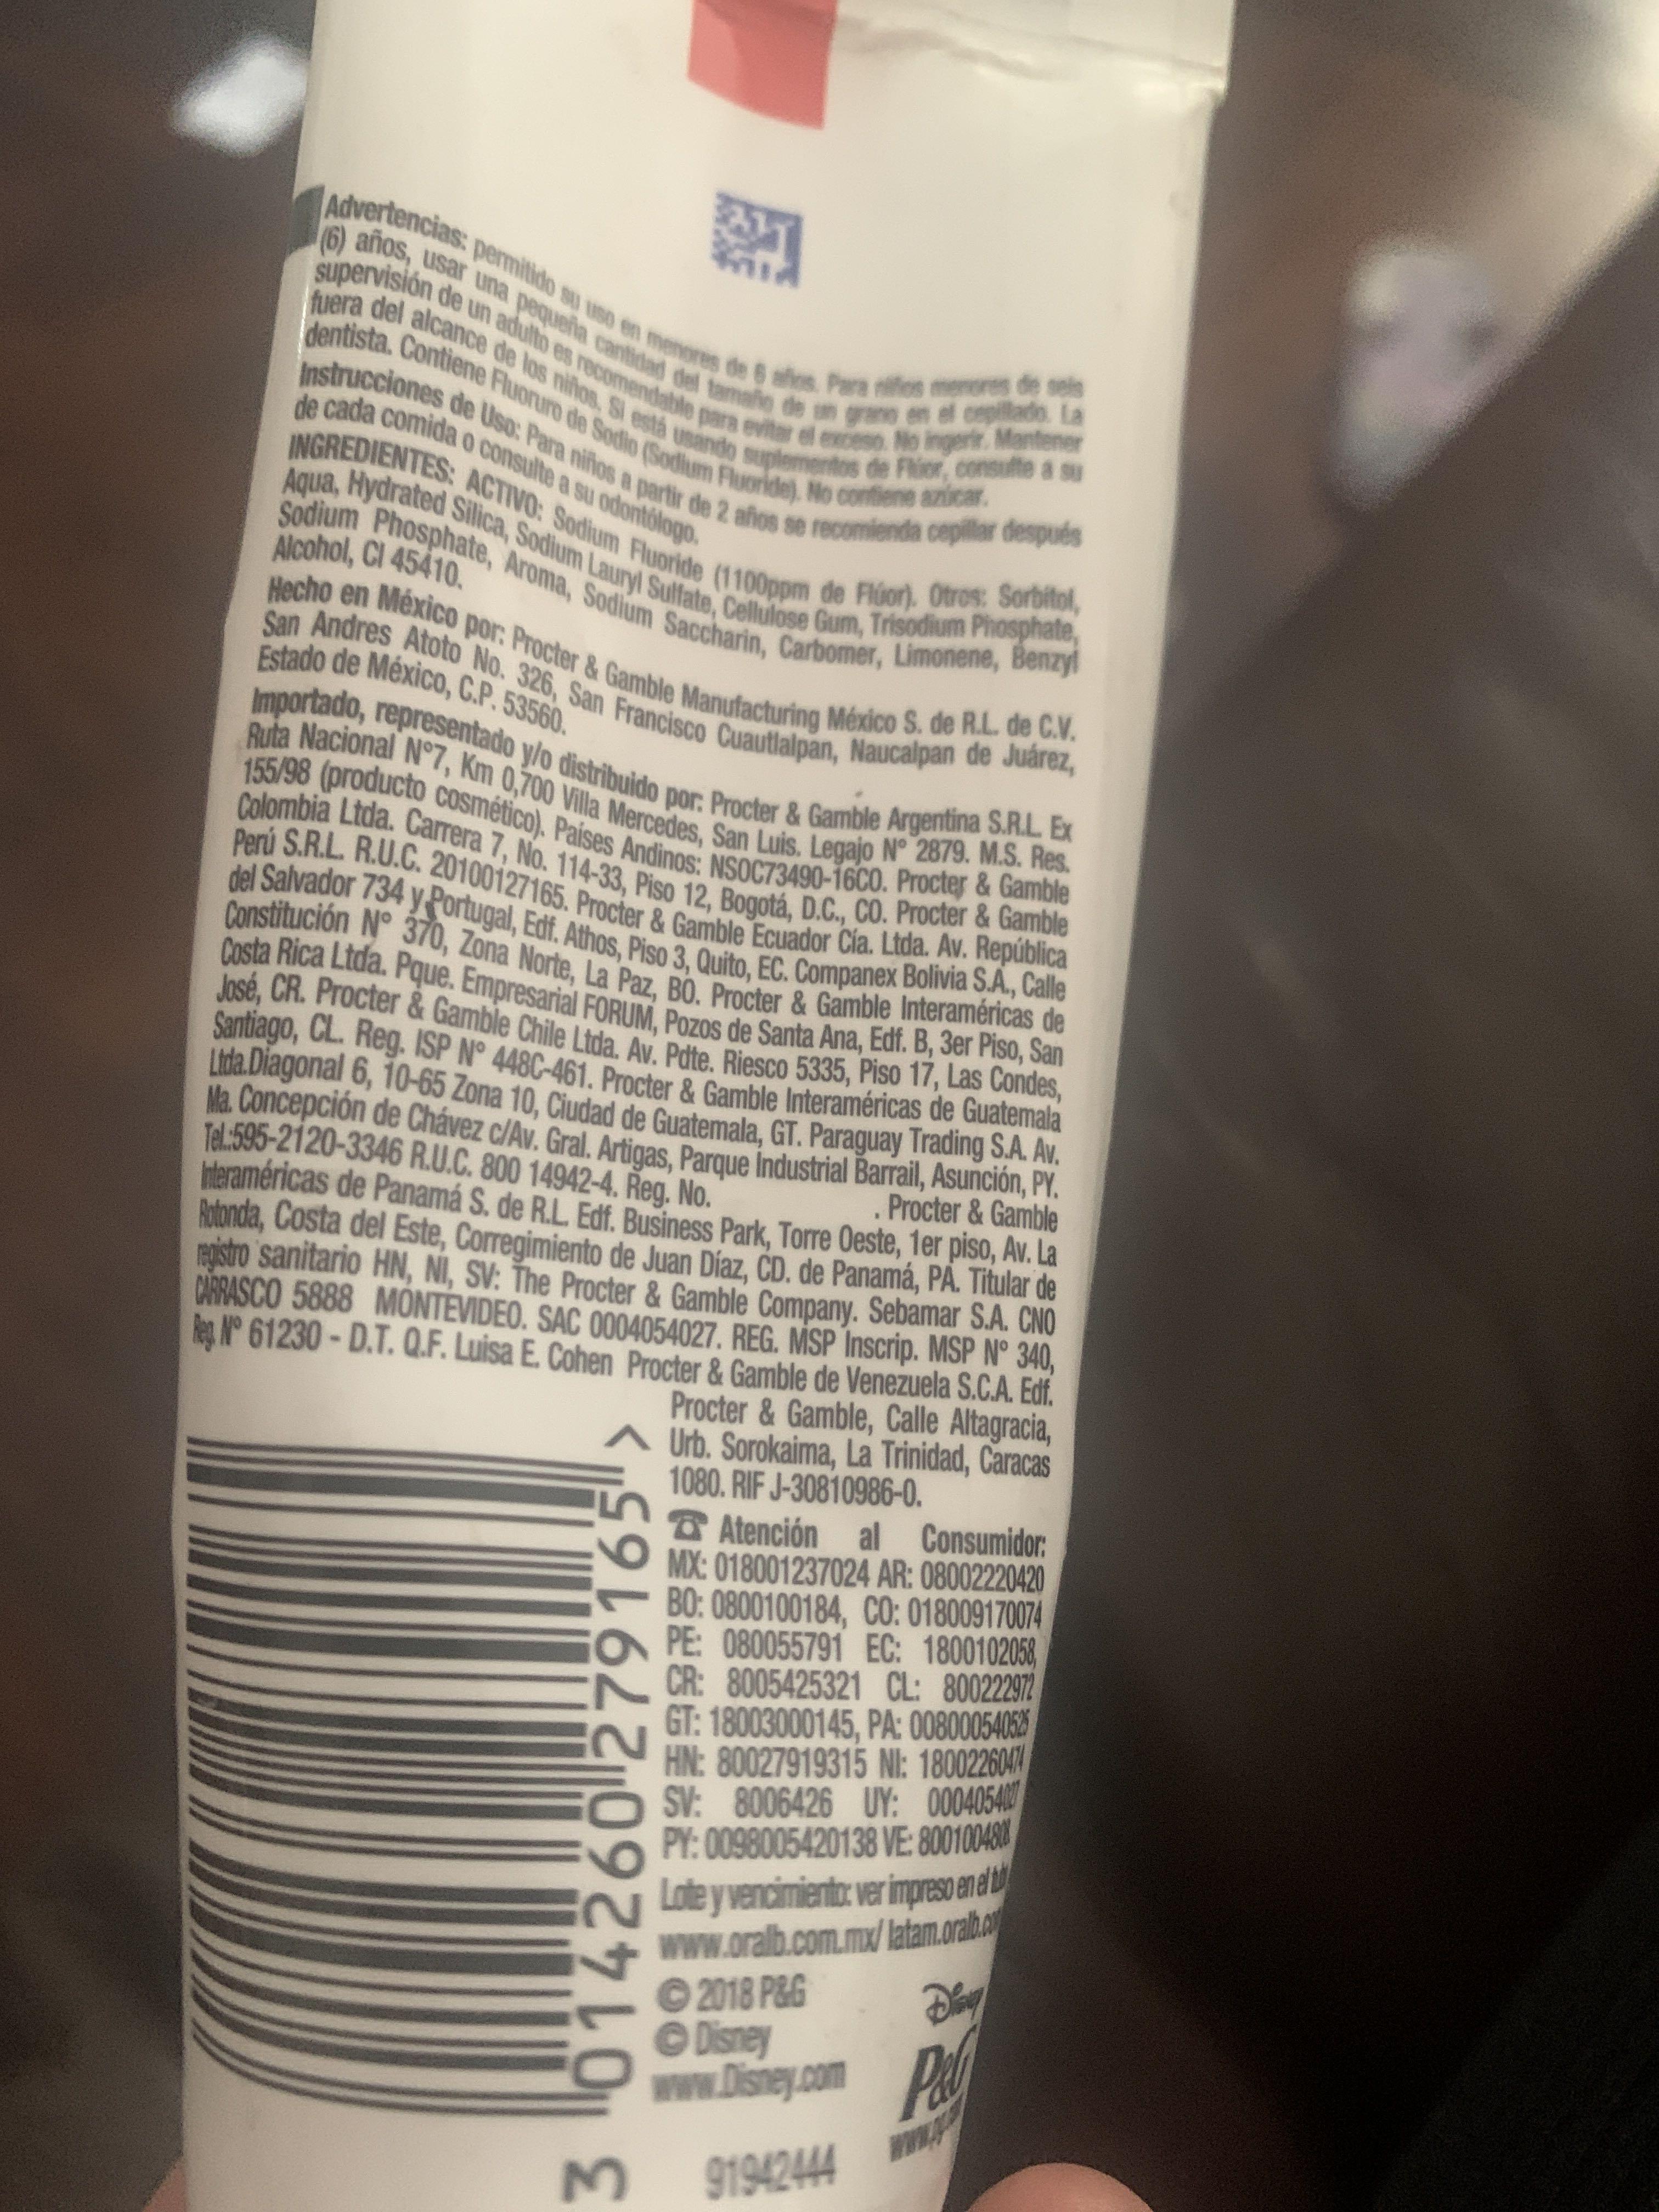 Advertencias: permitido su uso en menores de 6 años. Para niños menores de seis
(6) años, usar una pequeña cantidad del tamaño de un grano en el cepillado. La
supervisión de un adulto es recomendable para evitar el exceso. No ingerir. Mantener
fuera del alcance de los niños. Si está usando suplementos de Flúor, consulte a su
dentista. Contiene Fluoruro de Sodio (Sodium Fluoride). No contiene azúcar.
Instrucciones de Uso: Para niños a partir de 2 años se recomienda cepillar después
de cada comida o consulte a su odontólogo.
INGREDIENTES: ACTIVO: Sodium Fluoride (1100ppm de Flúor). Otros: Sorbitol,
Aqua, Hydrated Silica, Sodium Lauryl Sulfate, Cellulose Gum, Trisodium Phosphate,
Sodium Phosphate, Aroma, Sodium Saccharin, Carbomer, Limonene, Benzyl
Alcohol, CI 45410.
Hecho en México por: Procter & Gamble Manufacturing México S. de R.L. de C.V.
San Andres Atoto No. 326, San Francisco Cuautlalpan, Naucalpan de Juárez,
Estado de México, C.P. 53560.
Importado, representado y/o distribuido por: Procter & Gamble Argentina S.R.L. Ex
Ruta Nacional N°7, Km 0,700 Villa Mercedes, San Luis. Legajo N° 2879. M.S. Res.
155/98 (producto cosmético). Países Andinos: NSOC73490-16CO. Procter & Gamble
Colombia Ltda. Carrera 7, No. 114-33, Piso 12, Bogotá, D.C., CO. Procter & Gamble
Perú S.R.L. R.U.C. 20100127165. Procter & Gamble Ecuador Cía. Ltda. Av. República
del Salvador 734 y Portugal, Edf. Athos, Piso 3, Quito, EC. Companex Bolivia S.A., Calle
Constitución N° 370, Zona Norte, La Paz, BO. Procter & Gamble Interaméricas de
Costa Rica Ltda. Pque. Empresarial FORUM, Pozos de Santa Ana, Edf. B, 3er Piso, San
José, CR. Procter & Gamble Chile Ltda. Av. Pdte. Riesco 5335, Piso 17, Las Condes,
Santiago, CL. Reg. ISP N° 448C-461. Procter & Gamble Interaméricas de Guatemala
Ltda.Diagonal 6, 10-65 Zona 10, Ciudad de Guatemala, GT. Paraguay Trading S.A. Av.
Ma. Concepción de Chávez c/Av. Gral. Artigas, Parque Industrial Barrail, Asunción, PY.
Tel.:595-2120-3346 R.U.C. 800 14942-4. Reg. No. . Procter & Gamble
Interaméricas de Panamá S. de R.L. Edf. Business Park, Torre Oeste, 1er piso, Av. La
Rotonda, Costa del Este, Corregimiento de Juan Díaz, CD. de Panamá, PA. Titular de
registro sanitario HN, NI, SV: The Procter & Gamble Company. Sebamar S.A. CNO
CARRASCO 5888 MONTEVIDEO. SAC 0004054027. REG. MSP Inscrip. MSP N° 340,
Reg. N° 61230 - D.T. Q.F. Luisa E. Cohen Procter & Gamble de Venezuela S.C.A. Edf.
Procter & Gamble, Calle Altagracia,
Urb. Sorokaima, La Trinidad, Caracas
1080. RIF J-30810986-0.
Atención al Consumidor:
MX: 018001237024 AR: 08002220420
BO: 0800100184, CO: 018009170074
PE: 080055791 EC: 1800102058,
CR: 8005425321 CL: 800222972
GT: 18003000145, PA: 008000540525
HN: 80027919315 NI: 18002260474
SV: 8006426 UY: 0004054027
PY: 0098005420138 VE: 8001004808
Lote y vencimiento: ver impreso en el tubo
www.oralb.com.mx/ latam.oralb.com
© 2018 P&G
© Disney
www.Disney.com
Disney
P&G
91942444
3 014260 279165 >